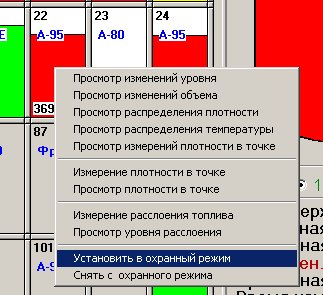 22 23 24
А-95 А-80 А-95
Е
369
Просмотр изменений уровня
Просмотр изменений объема
Просмотр распределения плотности
Просмотр распределения температуры
Просмотр измерений плотности в точке
87
Фр
Измерение плотности в точке
Просмотр плотности в точке
1
Измерение расслоения топлива
Просмотр уровня расслоения
101
А-9
Установить в охранный режим
Снять с охранного режима